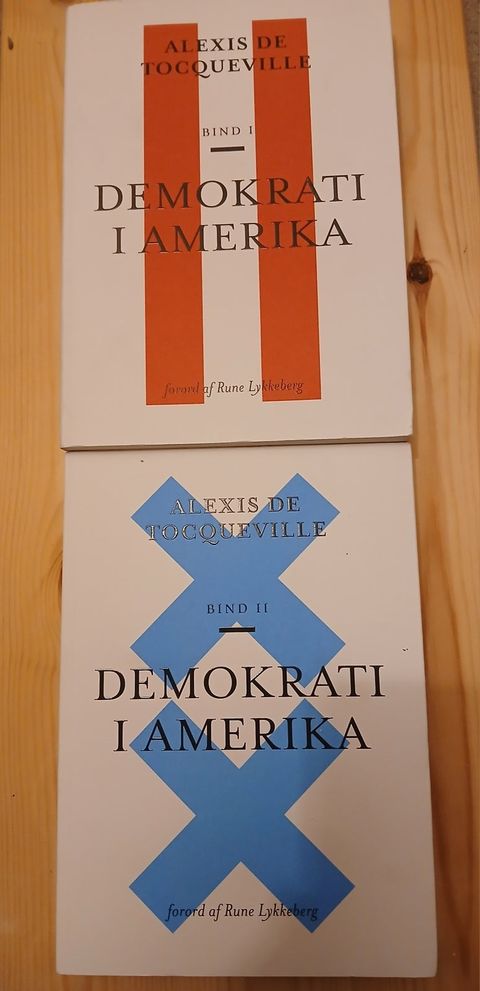 ALEXIS DE
TOCQUEVILLE
BIND I
DEMOKRATI
I AMERIKA
forord af Rune Lykkeberg
ALEXIS DE
TOCQUEVILLE
BIND II
DEMOKRATI
I AMERIKA
forord af Rune Lykkeberg